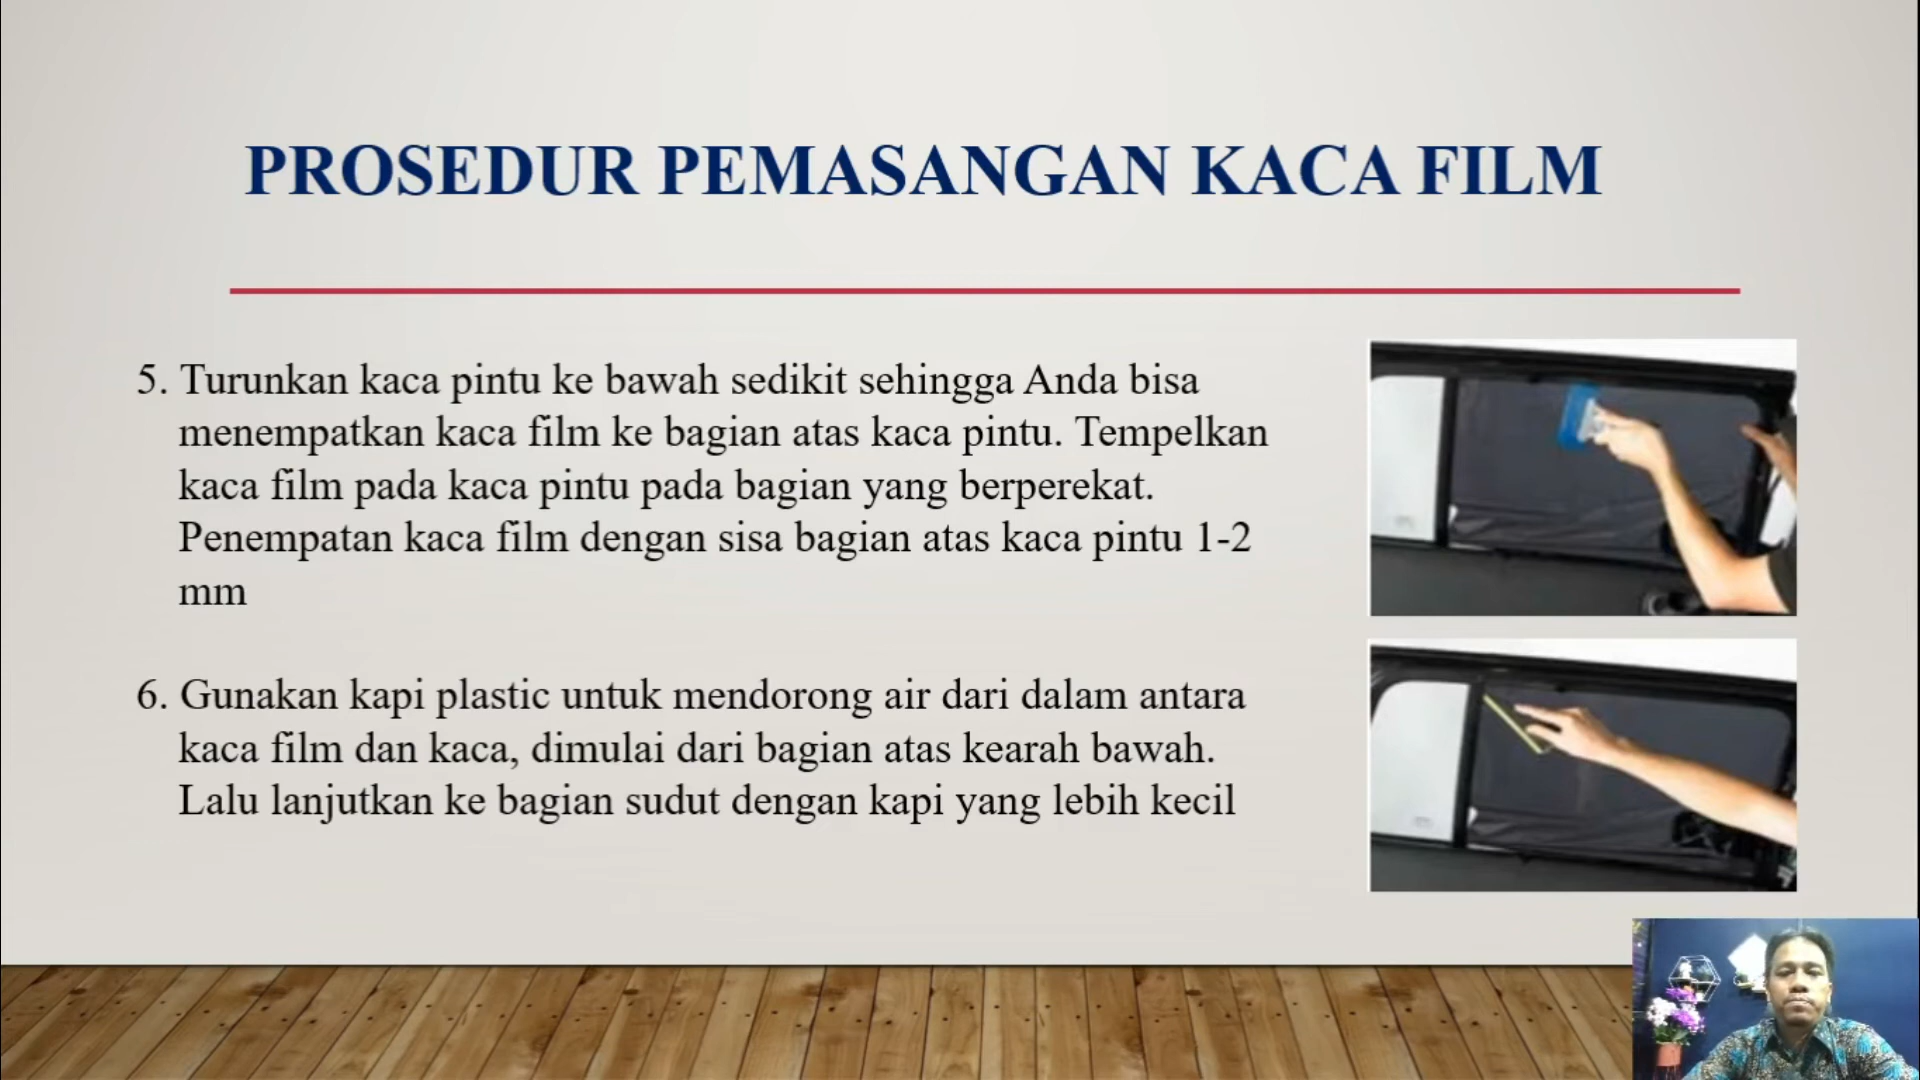 PROSEDUR PEMASANGAN KACA FILM
5. Turunkan kaca pintu ke bawah sedikit sehingga Anda bisa
menempatkan kaca film ke bagian atas kaca pintu. Tempelkan
kaca film pada kaca pintu pada bagian yang berperekat.
Penempatan kaca film dengan sisa bagian atas kaca pintu 1-2
mm
6. Gunakan kapi plastic untuk mendorong air dari dalam antara
kaca film dan kaca, dimulai dari bagian atas kearah bawah.
Lalu lanjutkan ke bagian sudut dengan kapi yang lebih kecil